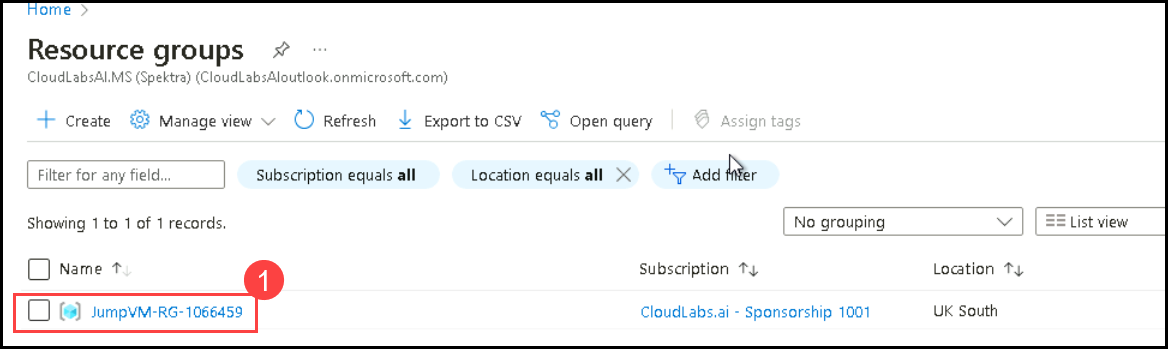 Home >
Resource groups ...
CloudLabsAI.MS (Spektra) (CloudLabsAIoutlook.onmicrosoft.com)
Create Manage view Refresh Export to CSV Open query Assign tags
Filter for any field... Subscription equals all Location equals all Add filter
Showing 1 to 1 of 1 records.
No grouping List view
Name Subscription Location
1
JumpVM-RG-1066459 CloudLabs.ai - Sponsorship 1001 UK South